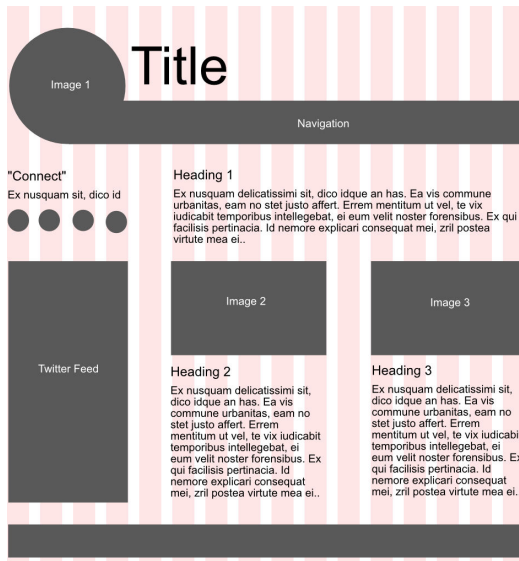 Title
Image 1
Navigation
"Connect"
Ex nusquam sit, dico id
Heading 1
Ex nusquam delicatissimi sit, dico idque an has. Ea vis commune
urbanitas, eam no stet justo affert. Errem mentitum ut vel, te vix
iudicabit temporibus intellegebat, ei eum velit noster forensibus. Ex qui
facilisis pertinacia. Id nemore explicari consequat mei, zril postea
virtute mea ei..
Twitter Feed
Image 2
Heading 2
Ex nusquam delicatissimi sit,
dico idque an has. Ea vis
commune urbanitas, eam no
stet justo affert. Errem
mentitum ut vel, te vix iudicabit
temporibus intellegebat, ei
eum velit noster forensibus. Ex
qui facilisis pertinacia. Id
nemore explicari consequat
mei, zril postea virtute mea ei..
Image 3
Heading 3
Ex nusquam delicatissimi sit,
dico idque an has. Ea vis
commune urbanitas, eam no
stet justo affert. Errem
mentitum ut vel, te vix iudicabi
temporibus intellegebat, ei
eum velit noster forensibus. Ex
qui facilisis pertinacia. Id
nemore explicari consequat
mei, zril postea virtute mea ei.